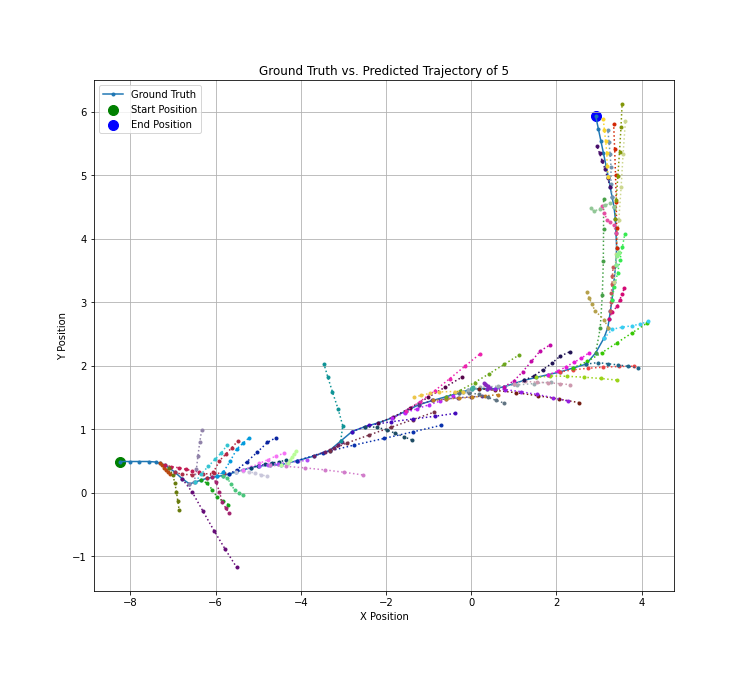 Ground Truth vs. Predicted Trajectory of 5
Ground Truth
Start Position
End Position
6
5
4
3
2
1
0
−1
Y Position
−8
−6
−4
−2
0
2
4
X Position